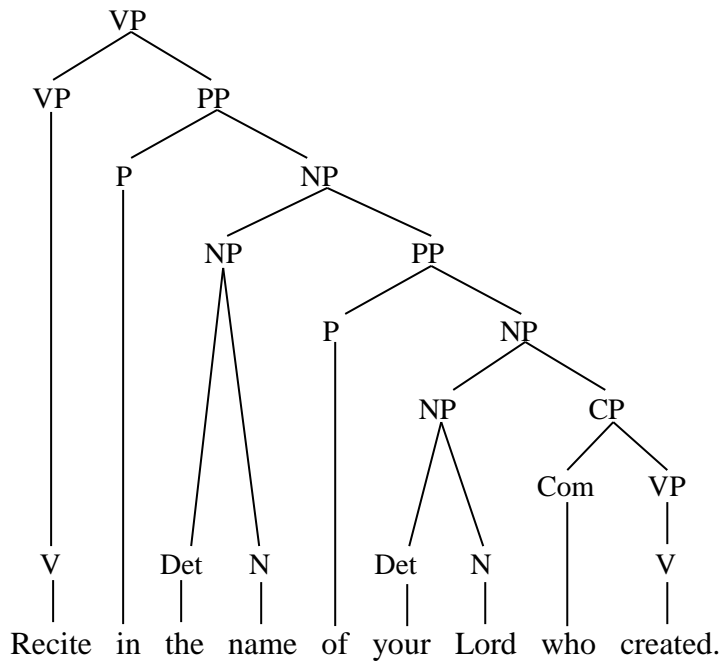 VP
VP PP
P NP
NP PP
P NP
NP CP
Com VP
V Det N Det N V
Recite in the name of your Lord who created.